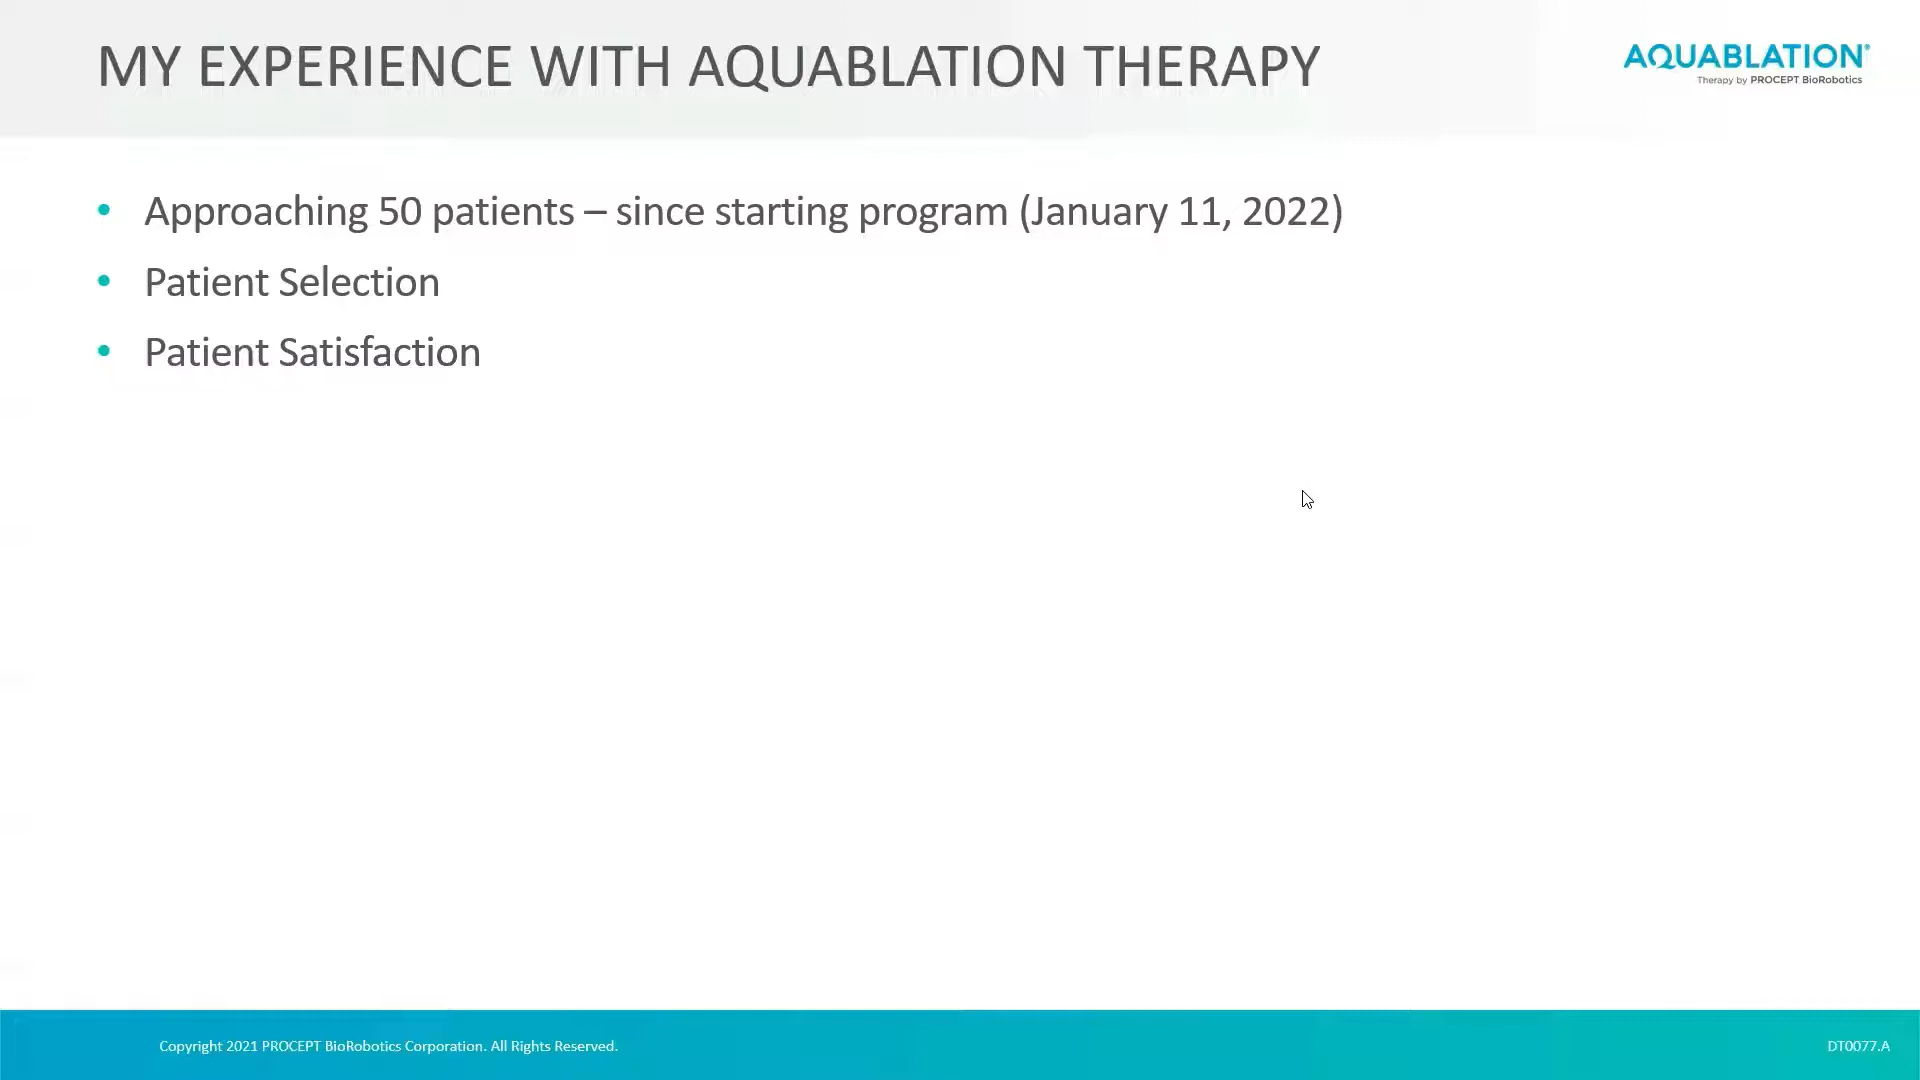 MY EXPERIENCE WITH AQUABLATION THERAPY
AQUABLATION®
Therapy by PROCEPT BioRobotics
• Approaching 50 patients – since starting program (January 11, 2022)
• Patient Selection
• Patient Satisfaction
Copyright 2021 PROCEPT BioRobotics Corporation. All Rights Reserved.
DT0077.A